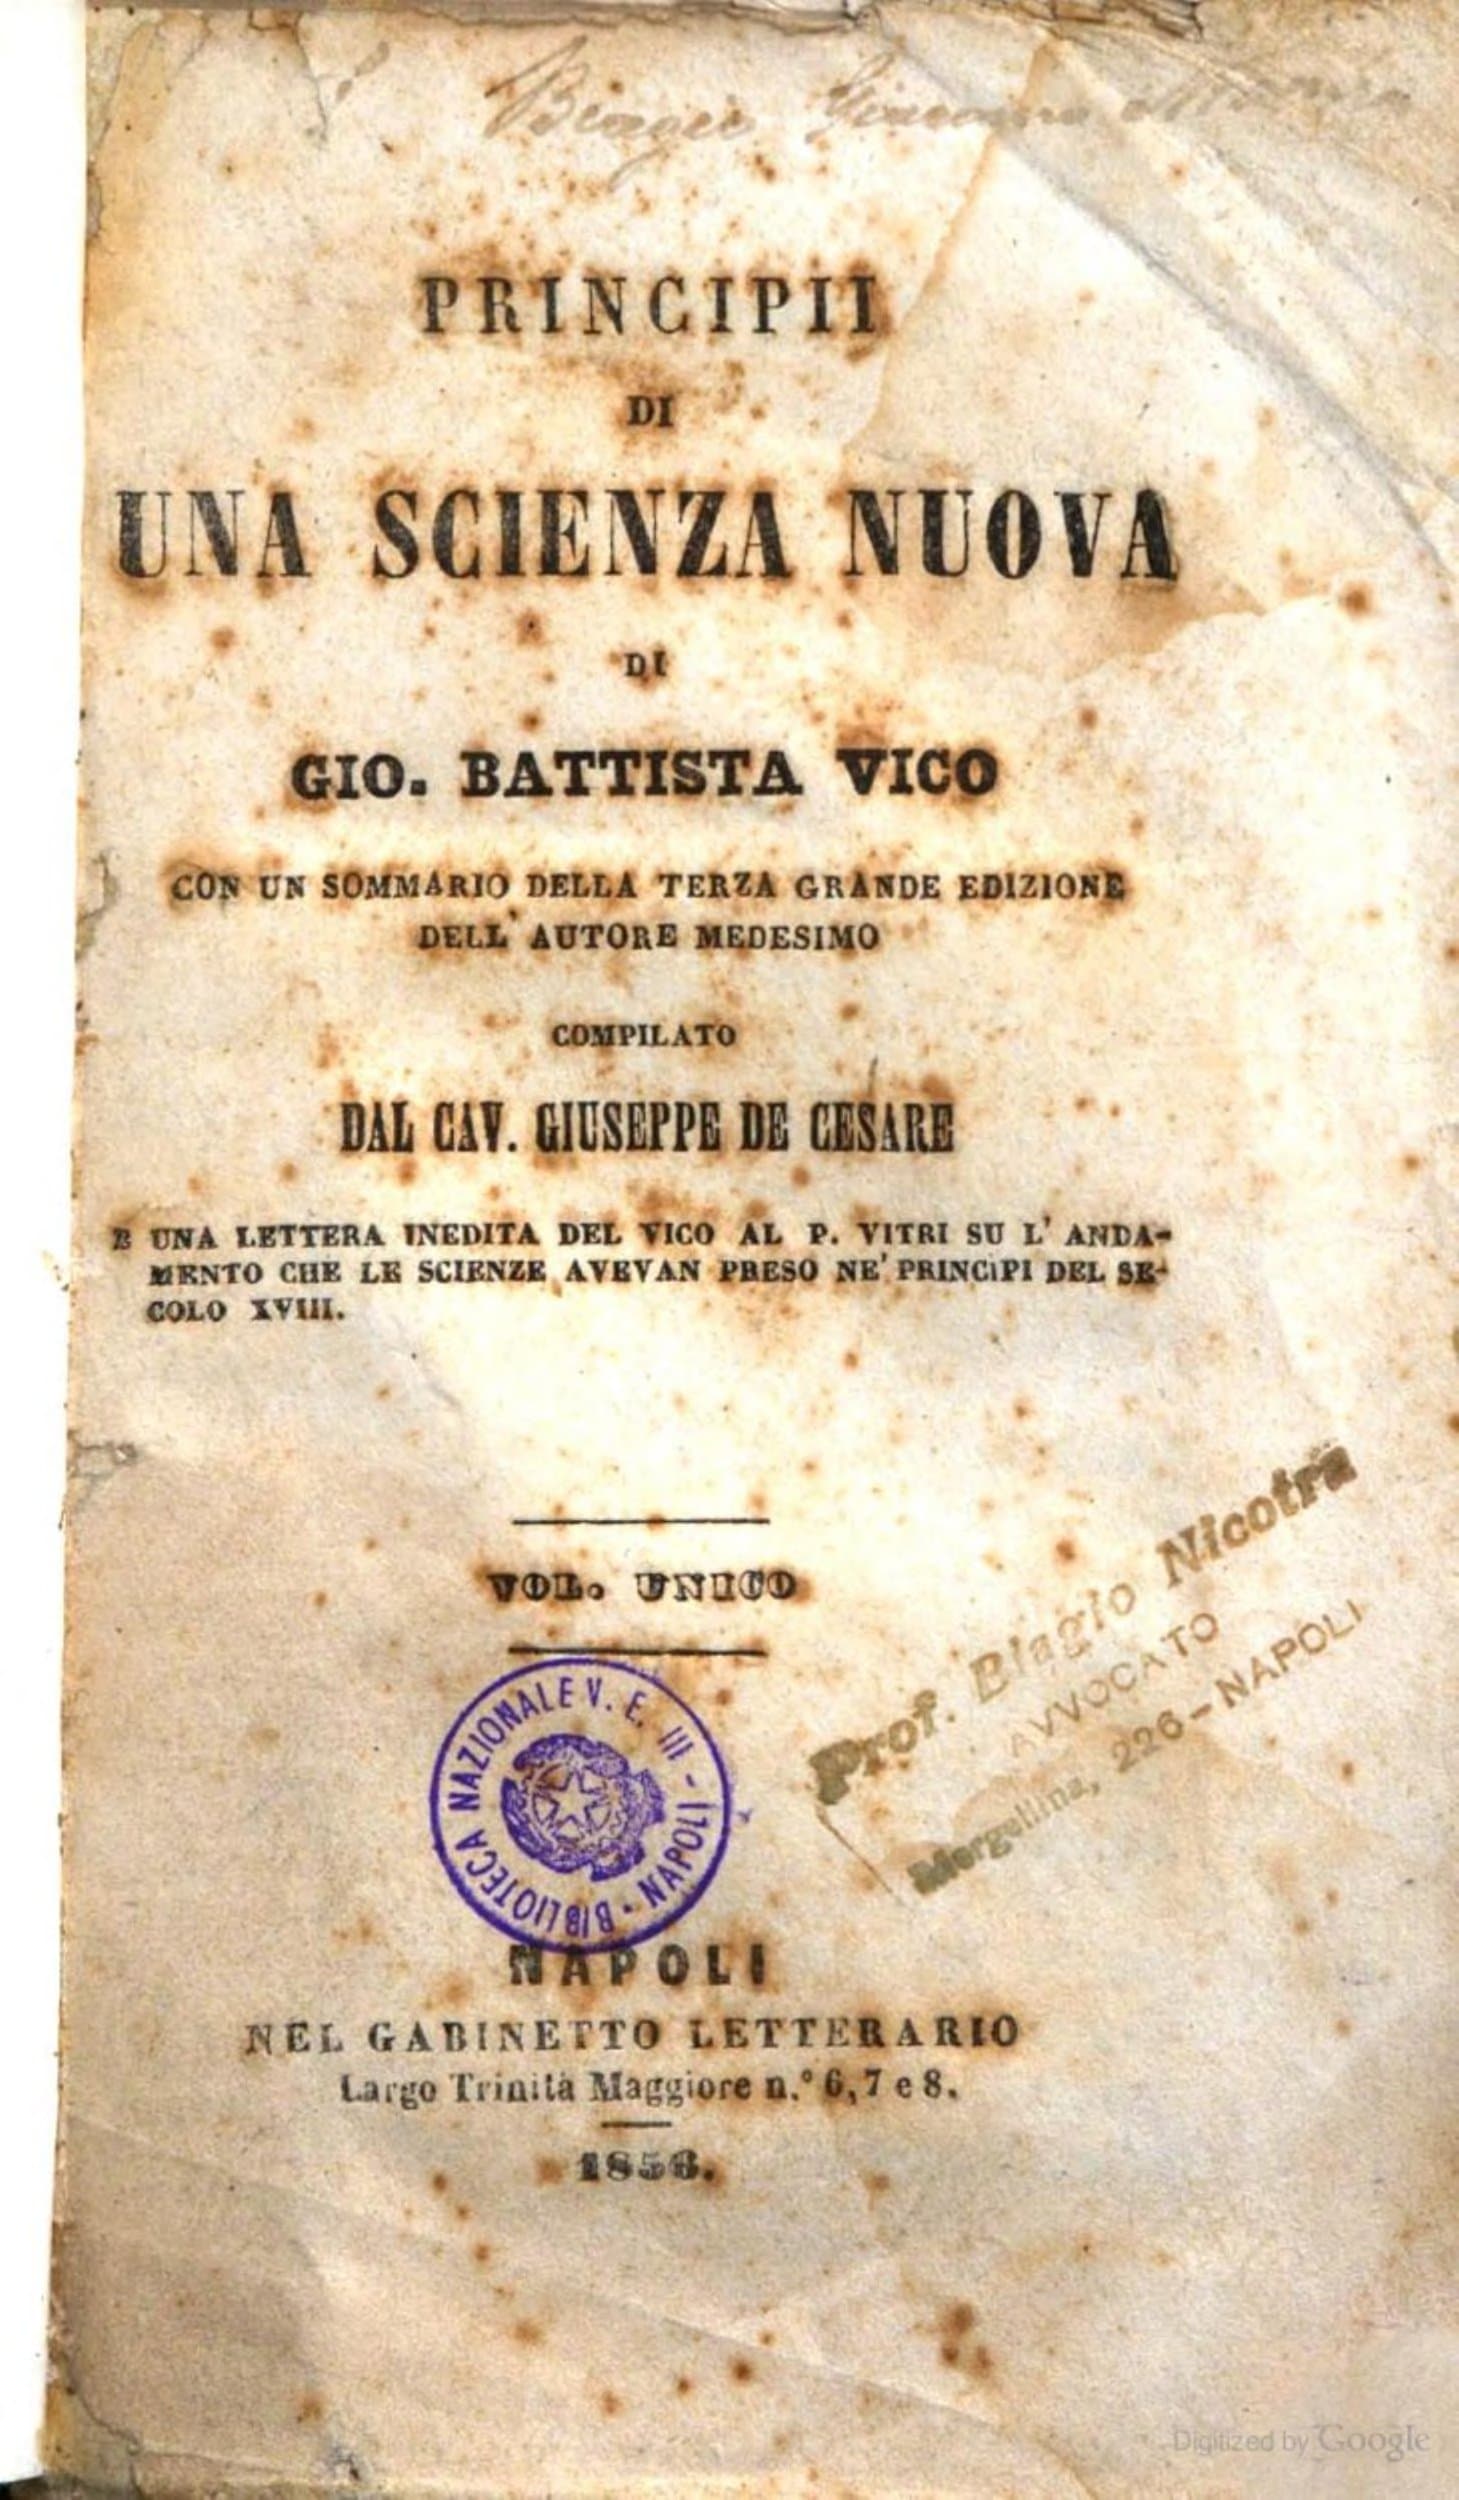 PRINCIPII
DI
UNA SCIENZA NUOVA
DI
GIO. BATTISTA VICO
CON UN SOMMARIO DELLA TERZA GRANDE EDIZIONE
DELL' AUTORE MEDESIMO
COMPILATO
DAL CAV. GIUSEPPE DE CESARE
E UNA LETTERA INEDITA DEL VICO AL P. VITRI SU L' ANDA-
MENTO CHE LE SCIENZE AVEVAN PRESO NE' PRINCIPI DEL SE-
COLO XVIII.
VOL. UNICO
Prof. Biagio Nicotra
AVVOCATO
Mergellina, 226-NAPOLI
BIBLIOTECA NAZIONALE V. E. III - NAPOLI -
NAPOLI
NEL GABINETTO LETTERARIO
Largo Trinità Maggiore n.° 6, 7 e 8.
Digitized by Google